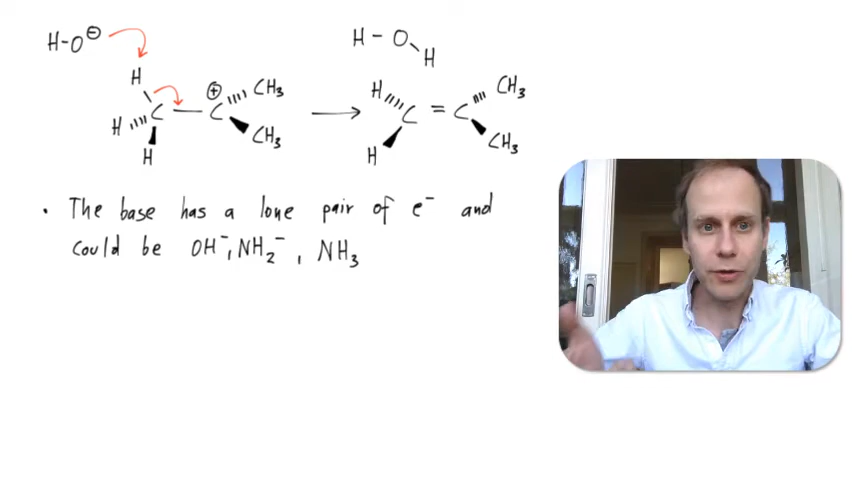 H-O⊖
H - O
H
H
H
C
H
⊕
C
CH₃
CH₃
H
H
C = C
CH₃
CH₃
• The base has a lone pair of e⁻ and
could be OH⁻, NH₂⁻, NH₃